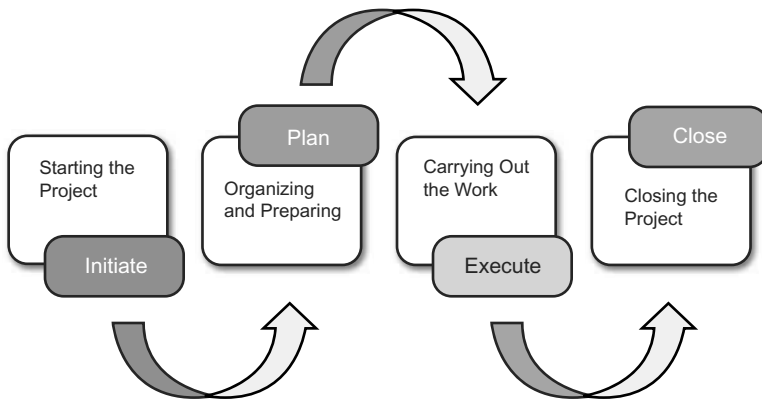 Starting the
Project
Initiate
Plan
Organizing
and Preparing
Carrying Out
the Work
Execute
Close
Closing the
Project